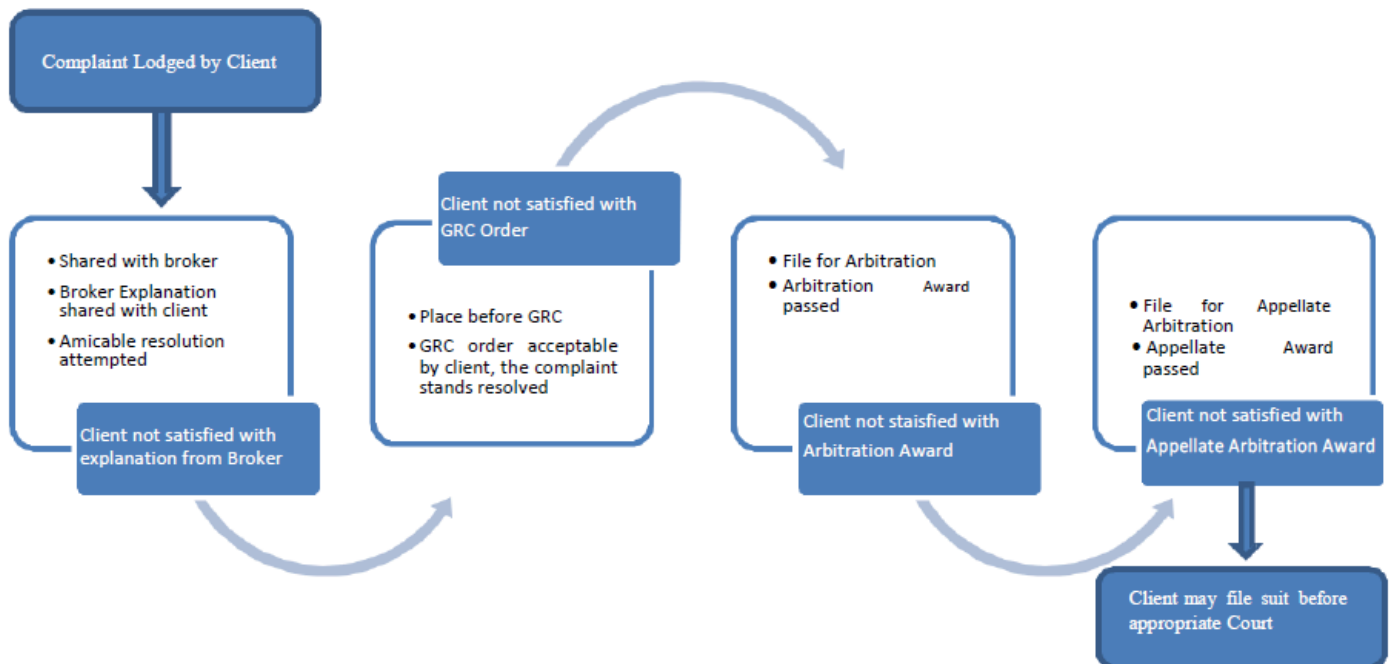 Complaint Lodged by Client
• Shared with broker
• Broker Explanation
shared with client
• Amicable resolution
attempted
Client not satisfied with
explanation from Broker
Client not satisfied with
GRC Order
• Place before GRC
• GRC order acceptable
by client, the complaint
stands resolved
• File for Arbitration
• Arbitration Award
passed
Client not staisfied with
Arbitration Award
• File for Appellate
Arbitration
• Appellate Award
passed
Client not satisfied with
Appellate Arbitration Award
Client may file suit before
appropriate Court